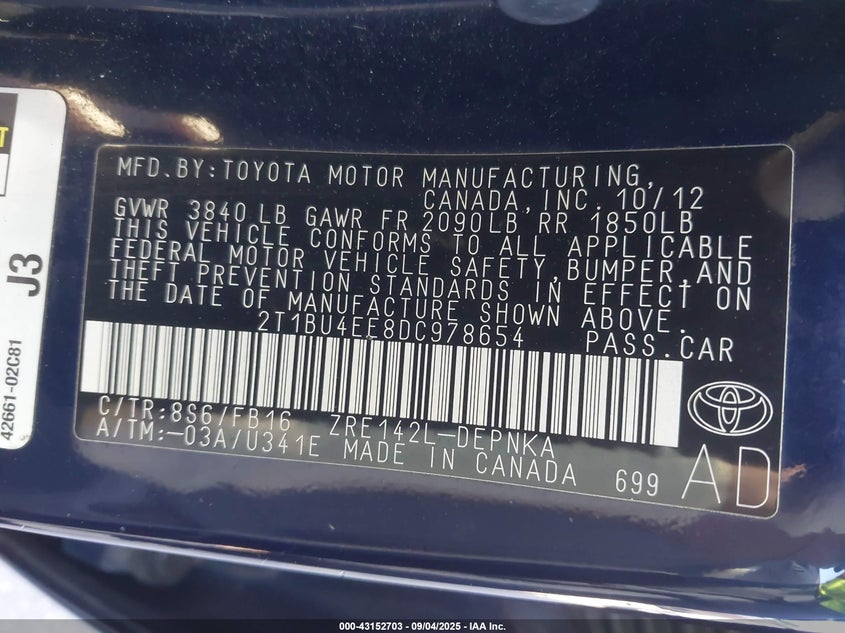 T
J3
42661-02C81
MFD.BY:TOYOTA MOTOR MANUFACTURING,
CANADA, INC. 10/12
GVWR 3840 LB GAWR FR 2090LB RR 1850LB
THIS VEHICLE CONFORMS TO ALL APPLICABLE
FEDERAL MOTOR VEHICLE SAFETY, BUMPER, AND
THEFT PREVENTION STANDARDS IN EFFECT ON
THE DATE OF MANUFACTURE SHOWN ABOVE.
2T1BU4EE8DC978654 PASS.CAR
C/TR:8S6/FB16 ZRE142L-DEPNKA
A/TM:-03A/U341E MADE IN CANADA 699 AD
000-43152703 - 09/04/2025 - IAA Inc.